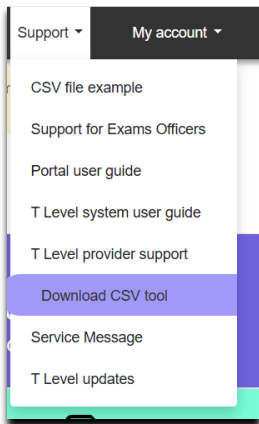 Support
My account
CSV file example
Support for Exams Officers
Portal user guide
T Level system user guide
T Level provider support
Download CSV tool
Service Message
T Level updates